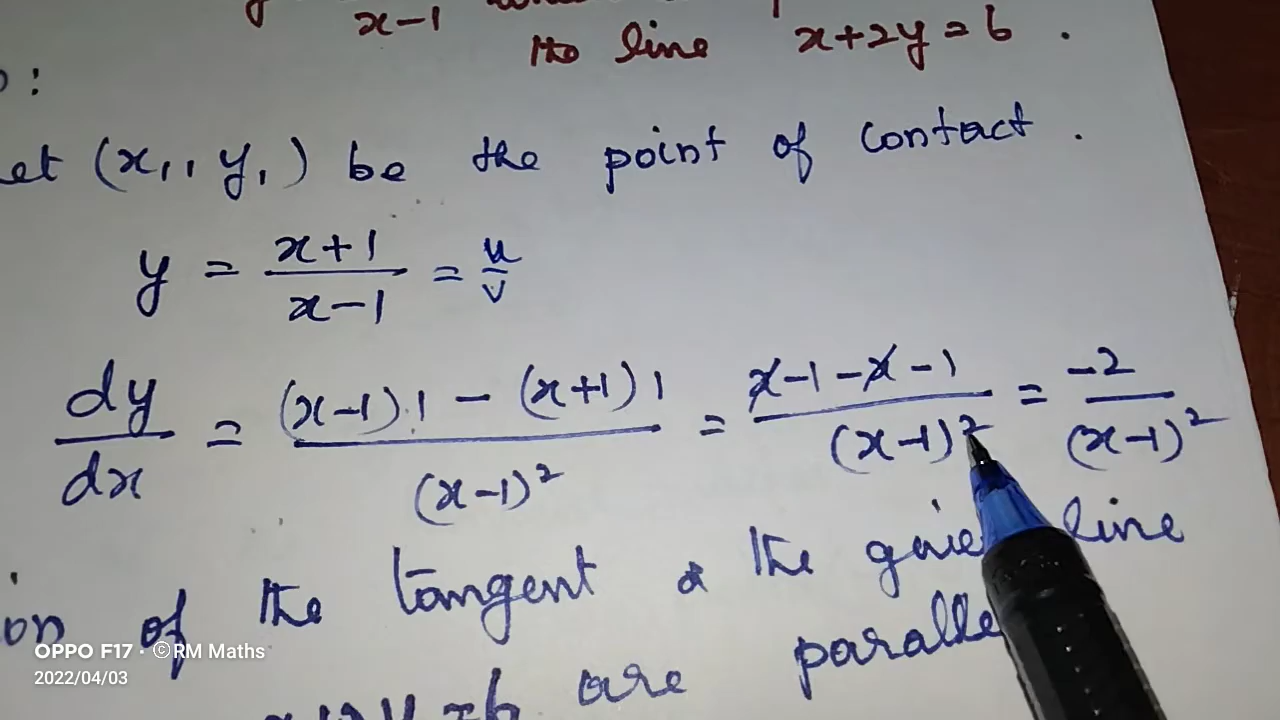 x-1
the line x+2y=6 .
:
et (x₁, y₁) be the point of contact .
y = x+1 / x-1 = u/v
dy/dx = (x-1).1 - (x+1)1 / (x-1)² = x-1-x-1 / (x-1)² = -2 / (x-1)²
on of the tangent & the line
x+2y=6 are paralle
OPPO F17 · ©RM Maths
2022/04/03